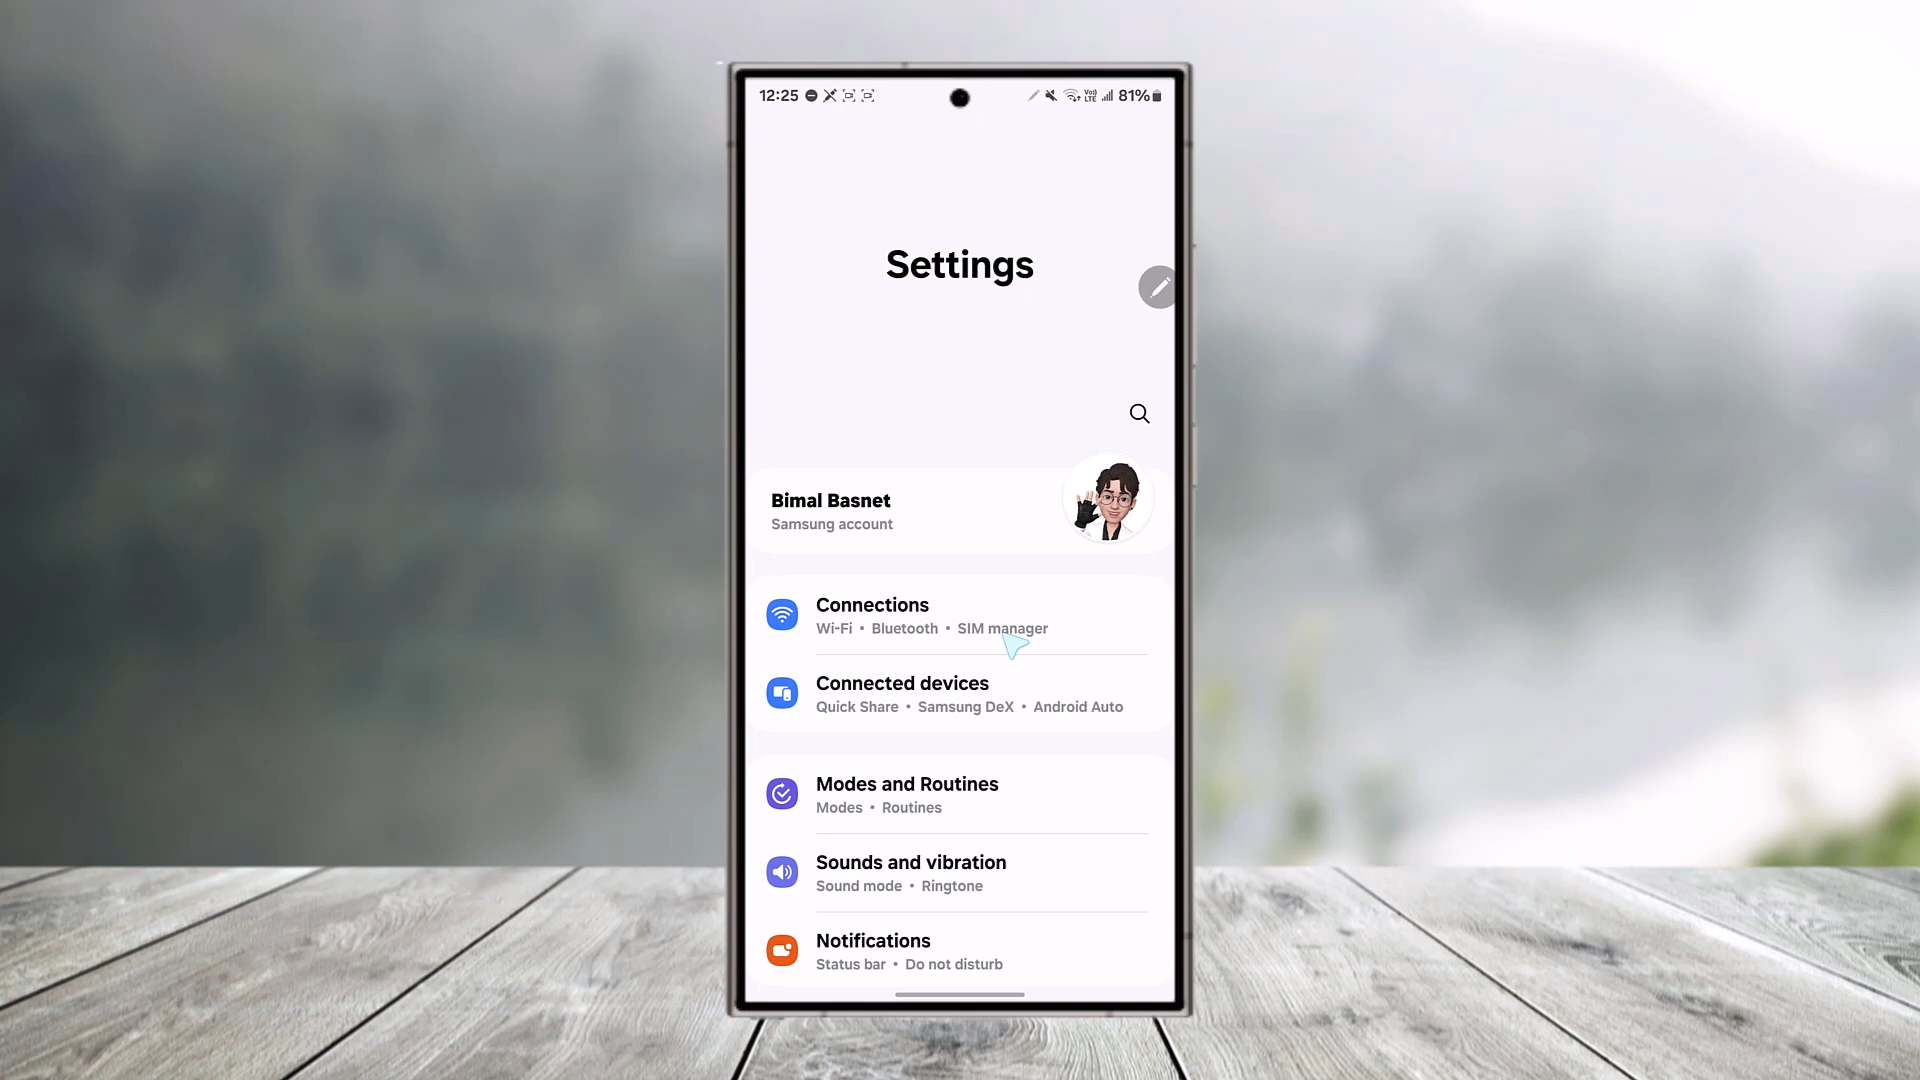 12:25 81%
Settings
Bimal Basnet
Samsung account
Connections
Wi-Fi • Bluetooth • SIM manager
Connected devices
Quick Share • Samsung DeX • Android Auto
Modes and Routines
Modes • Routines
Sounds and vibration
Sound mode • Ringtone
Notifications
Status bar • Do not disturb